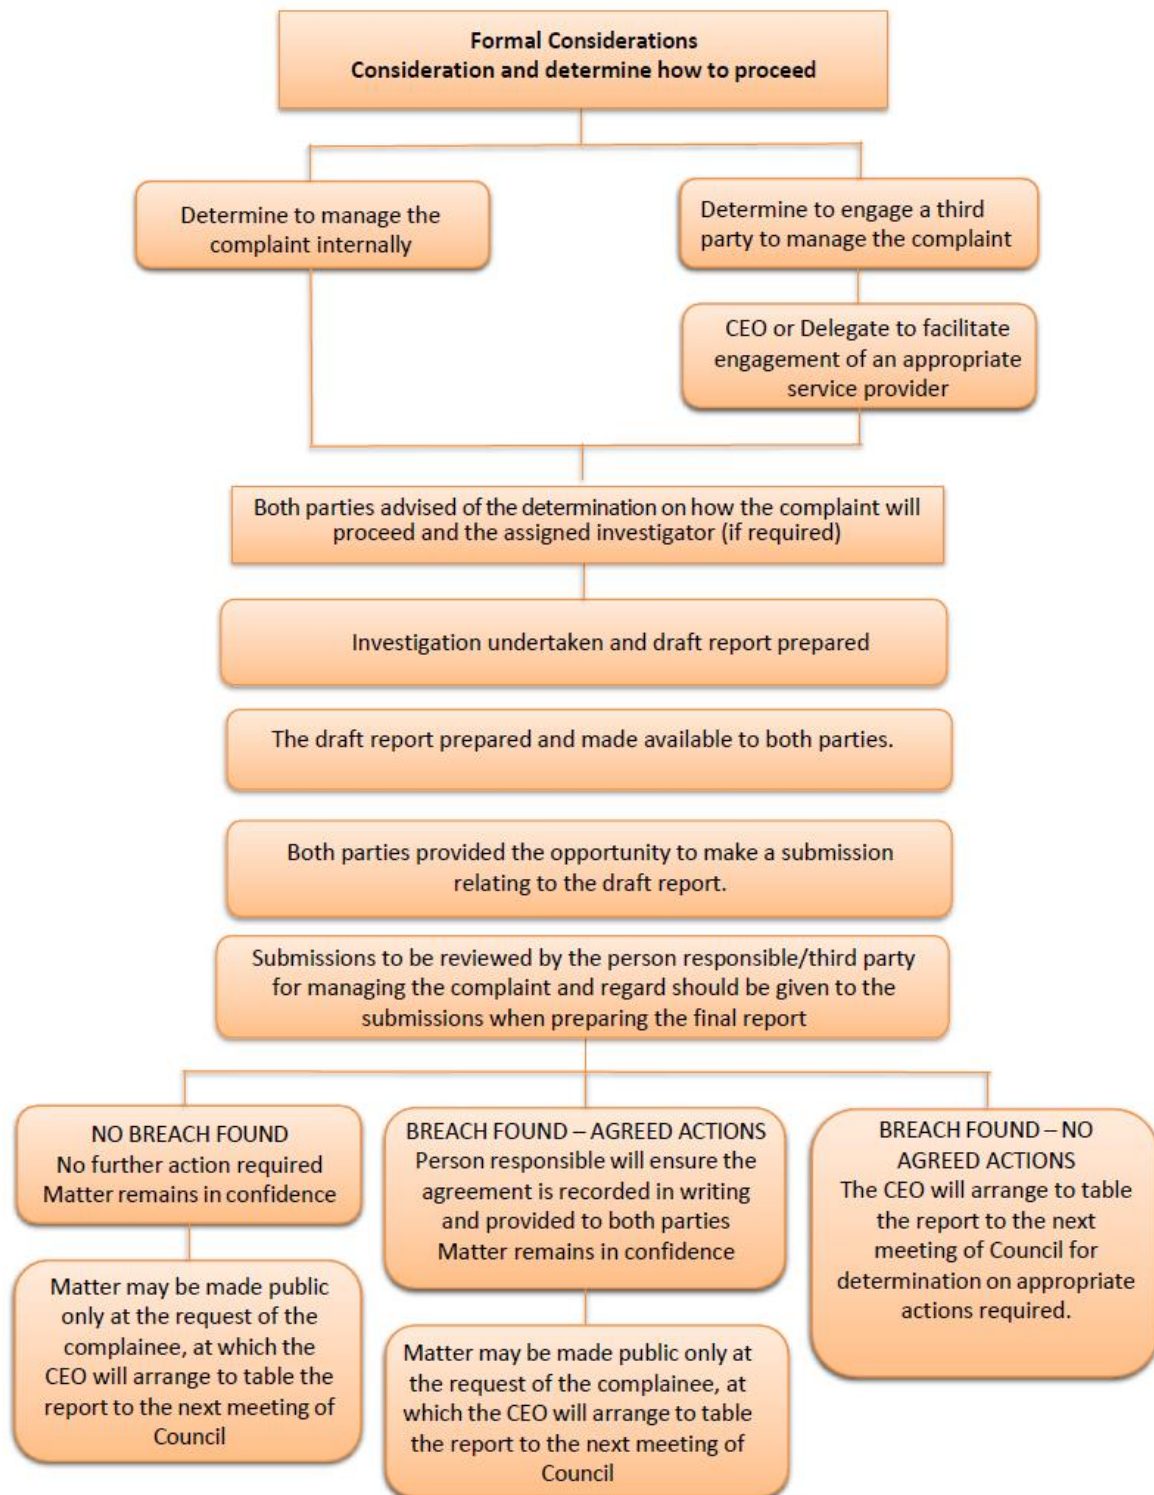 Formal Considerations
Consideration and determine how to proceed
Determine to manage the
complaint internally
Determine to engage a third
party to manage the complaint
CEO or Delegate to facilitate
engagement of an appropriate
service provider
Both parties advised of the determination on how the complaint will
proceed and the assigned investigator (if required)
Investigation undertaken and draft report prepared
The draft report prepared and made available to both parties.
Both parties provided the opportunity to make a submission
relating to the draft report.
Submissions to be reviewed by the person responsible/third party
for managing the complaint and regard should be given to the
submissions when preparing the final report
NO BREACH FOUND
No further action required
Matter remains in confidence
Matter may be made public
only at the request of the
complainee, at which the
CEO will arrange to table the
report to the next meeting of
Council
BREACH FOUND – AGREED ACTIONS
Person responsible will ensure the
agreement is recorded in writing
and provided to both parties
Matter remains in confidence
Matter may be made public only at
the request of the complainee, at
which the CEO will arrange to table
the report to the next meeting of
Council
BREACH FOUND – NO
AGREED ACTIONS
The CEO will arrange to table
the report to the next
meeting of Council for
determination on appropriate
actions required.